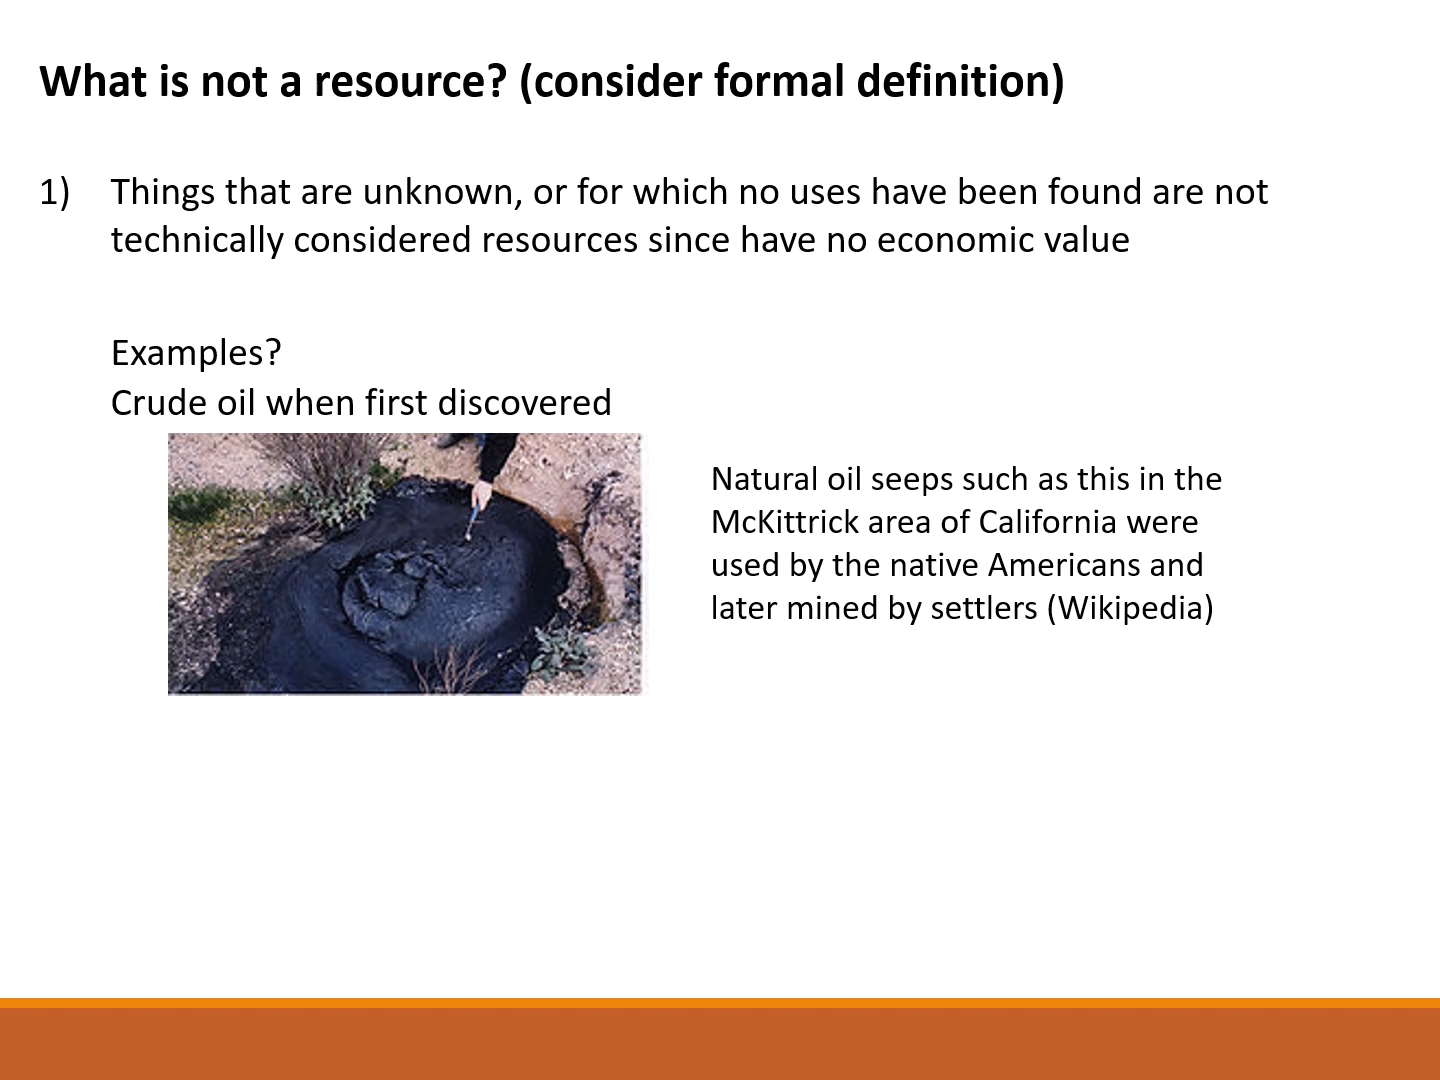 What is not a resource? (consider formal definition)
1) Things that are unknown, or for which no uses have been found are not
technically considered resources since have no economic value
Examples?
Crude oil when first discovered
Natural oil seeps such as this in the
McKittrick area of California were
used by the native Americans and
later mined by settlers (Wikipedia)